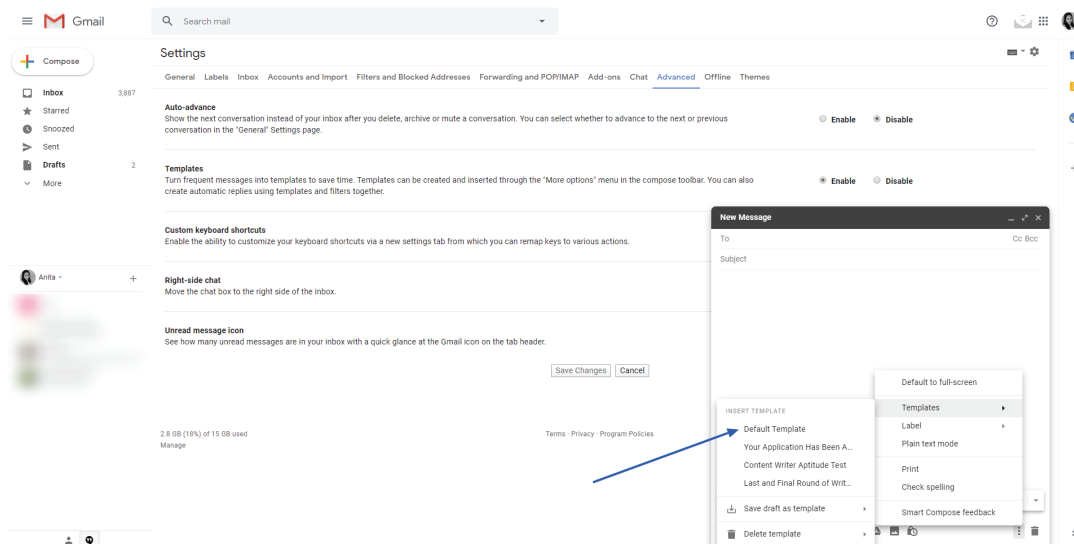 Gmail
Search mail
Compose
Inbox 3,887
Starred
Snoozed
Sent
Drafts 2
More
Anita
Settings
General Labels Inbox Accounts and Import Filters and Blocked Addresses Forwarding and POP/IMAP Add-ons Chat Advanced Offline Themes
Auto-advance
Show the next conversation instead of your inbox after you delete, archive or mute a conversation. You can select whether to advance to the next or previous
conversation in the "General" Settings page.
Enable Disable
Templates
Turn frequent messages into templates to save time. Templates can be created and inserted through the "More options" menu in the compose toolbar. You can also
create automatic replies using templates and filters together.
Enable Disable
Custom keyboard shortcuts
Enable the ability to customize your keyboard shortcuts via a new settings tab from which you can remap keys to various actions.
Right-side chat
Move the chat box to the right side of the inbox.
Unread message icon
See how many unread messages are in your inbox with a quick glance at the Gmail icon on the tab header.
Save Changes Cancel
2.8 GB (18%) of 15 GB used
Manage
Terms · Privacy · Program Policies
New Message
To Cc Bcc
Subject
Default to full-screen
Templates
Label
Plain text mode
Print
Check spelling
Smart Compose feedback
INSERT TEMPLATE
Default Template
Your Application Has Been A...
Content Writer Aptitude Test
Last and Final Round of Writ...
Save draft as template
Delete template